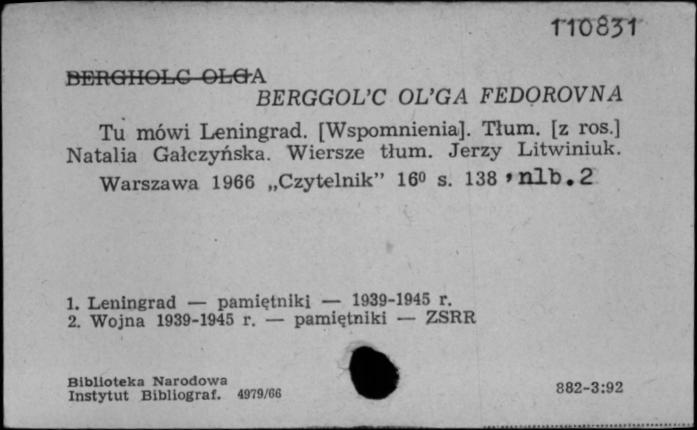 110831
BERGHOLC OLGA
BERGGOL'C OL'GA FEDOROVNA
Tu mówi Leningrad. [Wspomnienia]. Tłum. [z ros.]
Natalia Gałczyńska. Wiersze tłum. Jerzy Litwiniuk.
Warszawa 1966 „Czytelnik” 16⁰ s. 138, nlb. 2
1. Leningrad — pamiętniki — 1939-1945 r.
2. Wojna 1939-1945 r. — pamiętniki — ZSRR
Biblioteka Narodowa
Instytut Bibliograf. 4979/66
882-3:92